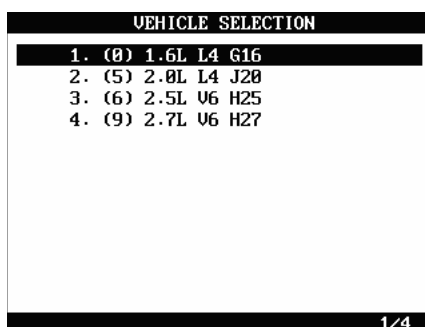 VEHICLE SELECTION
1. (0) 1.6L L4 G16
2. (5) 2.0L L4 J20
3. (6) 2.5L V6 H25
4. (9) 2.7L V6 H27
1/4